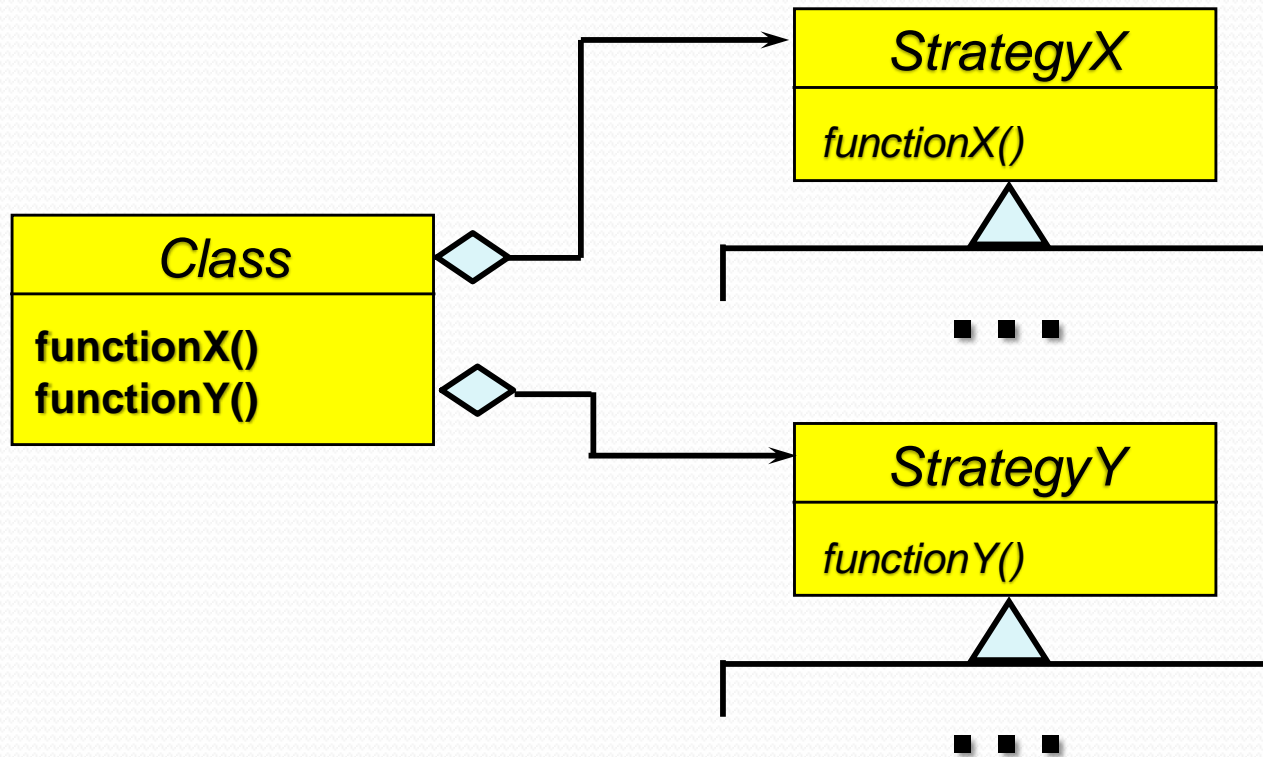 StrategyX
functionX()
Class
functionX()
functionY()
StrategyY
functionY()